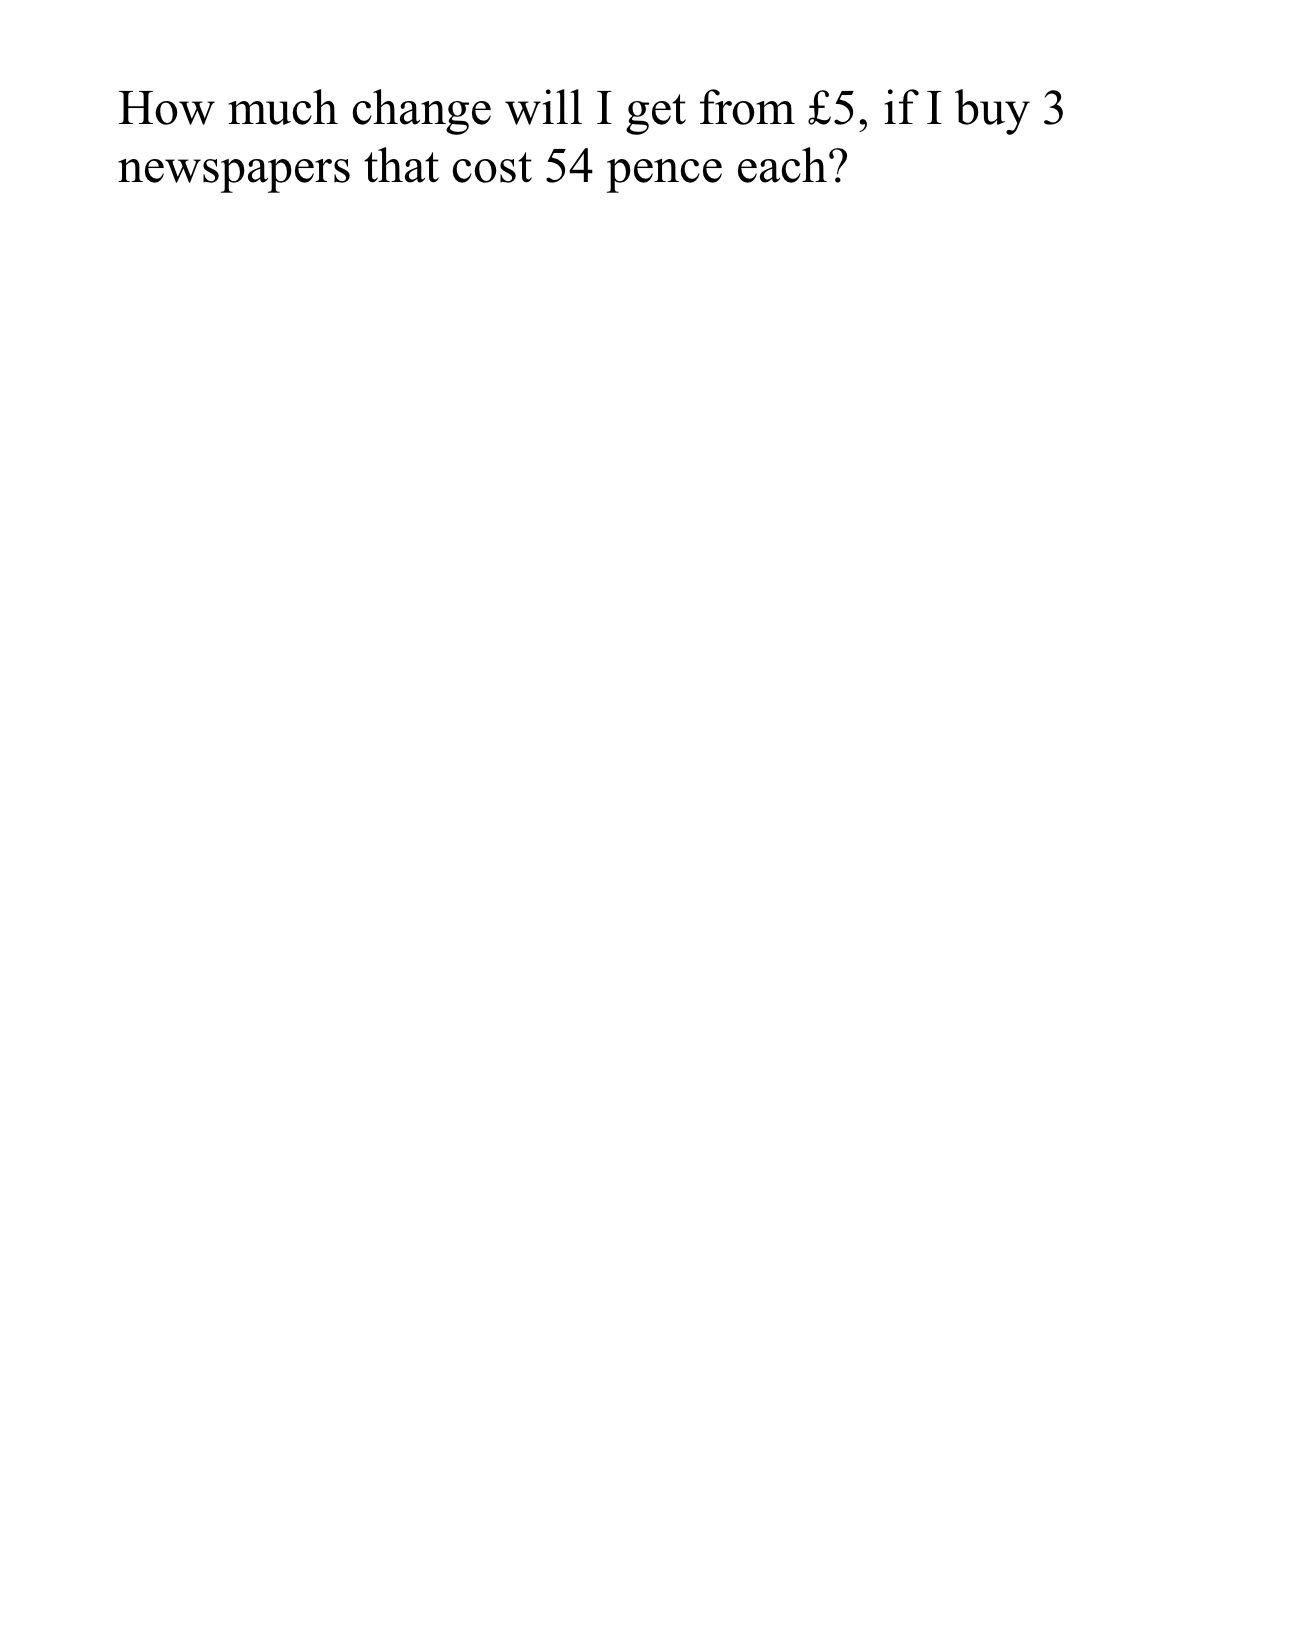 How much change will I get from £5, if I buy 3
newspapers that cost 54 pence each?